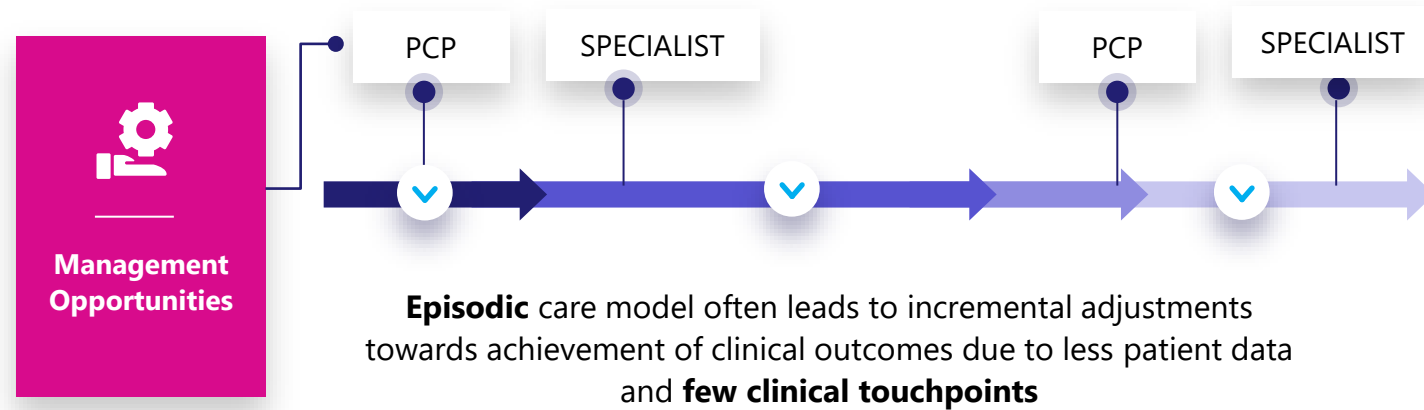 PCP
SPECIALIST
PCP
SPECIALIST
Management
Opportunities
Episodic care model often leads to incremental adjustments
towards achievement of clinical outcomes due to less patient data
and few clinical touchpoints